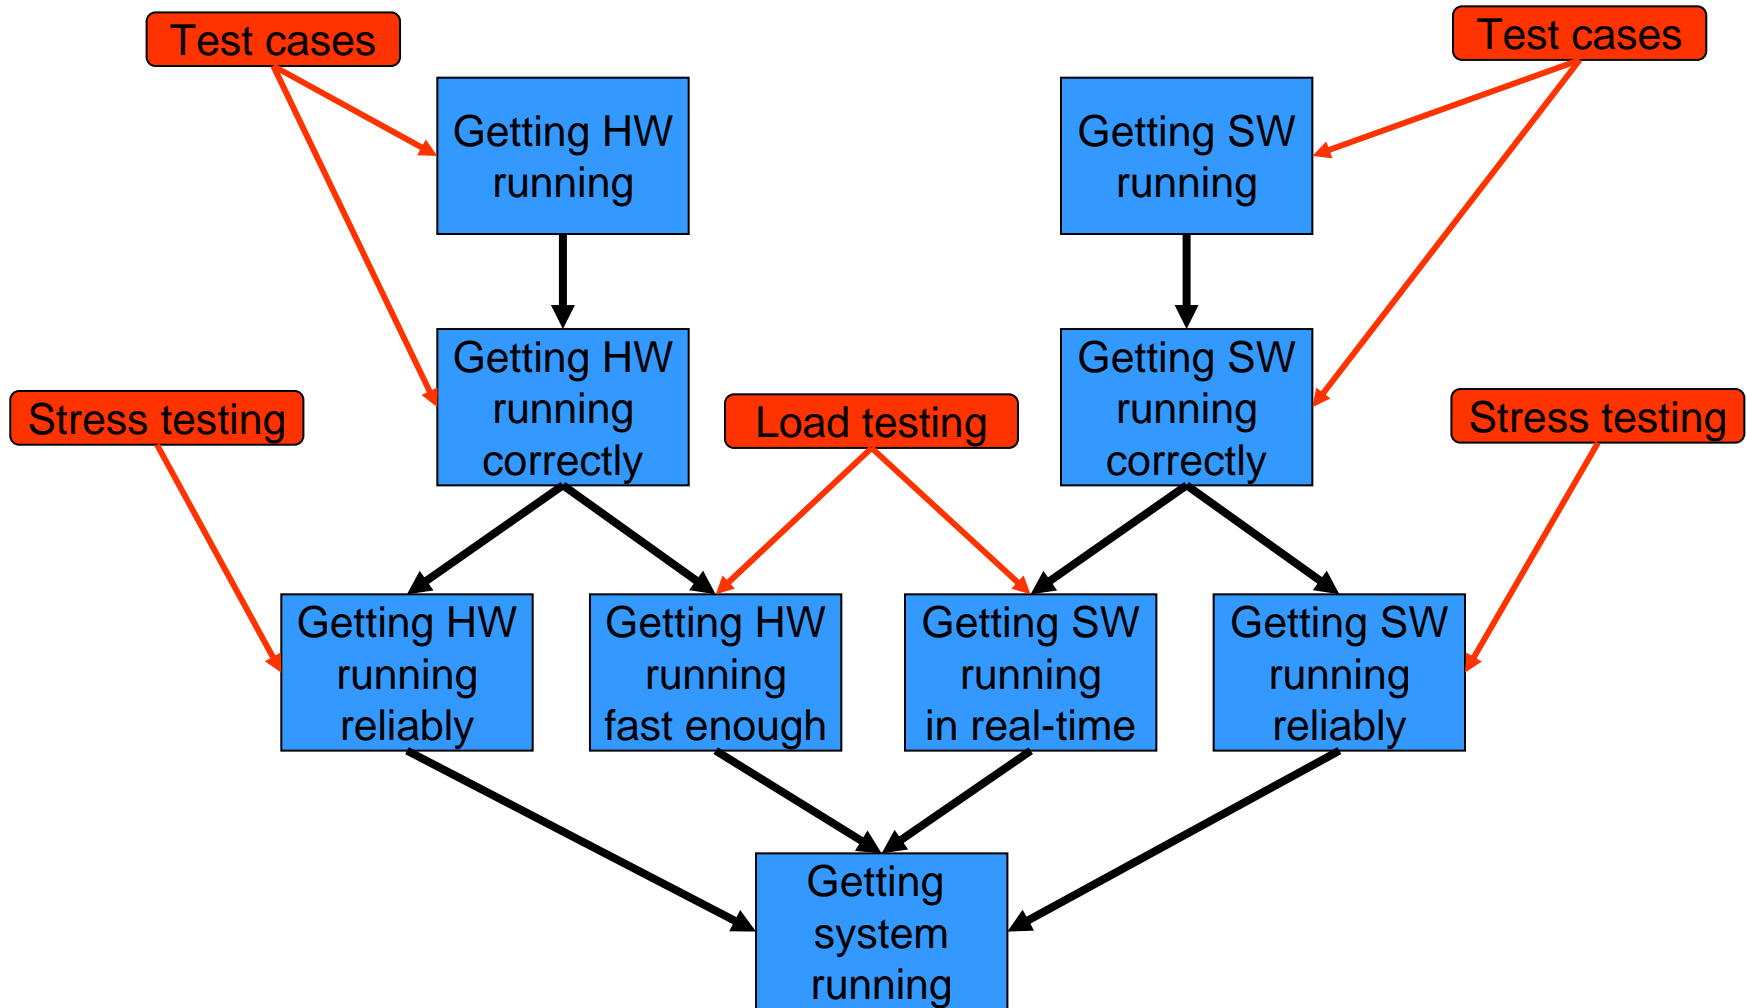 Test cases
Test cases
Getting HW
running
Getting SW
running
Getting HW
running
correctly
Getting SW
running
correctly
Stress testing
Load testing
Stress testing
Getting HW
running
reliably
Getting HW
running
fast enough
Getting SW
running
in real-time
Getting SW
running
reliably
Getting
system
running